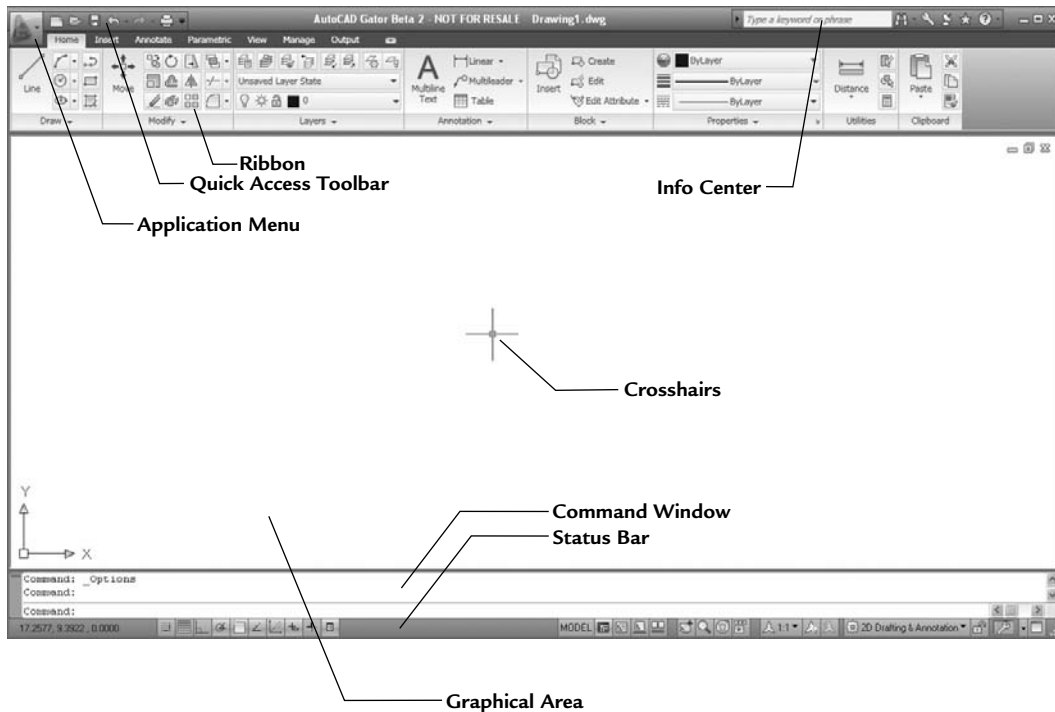 AutoCAD Gator Beta 2 - NOT FOR RESALE Drawing1.dwg
Type a keyword or phrase
Home Insert Annotate Parametric View Manage Output
Line
Move
Unsaved Layer State
0
Multiline Text
Linear
Multileader
Table
Insert
Create
Edit
Edit Attribute
ByLayer
ByLayer
ByLayer
Distance
Paste
Draw Modify Layers Annotation Block Properties Utilities Clipboard
Ribbon
Quick Access Toolbar
Info Center
Application Menu
Crosshairs
Y
X
Command Window
Status Bar
Command: _Options
Command:
Command:
17.2577, 9.3922, 0.0000
MODEL
1:1
2D Drafting & Annotation
Graphical Area